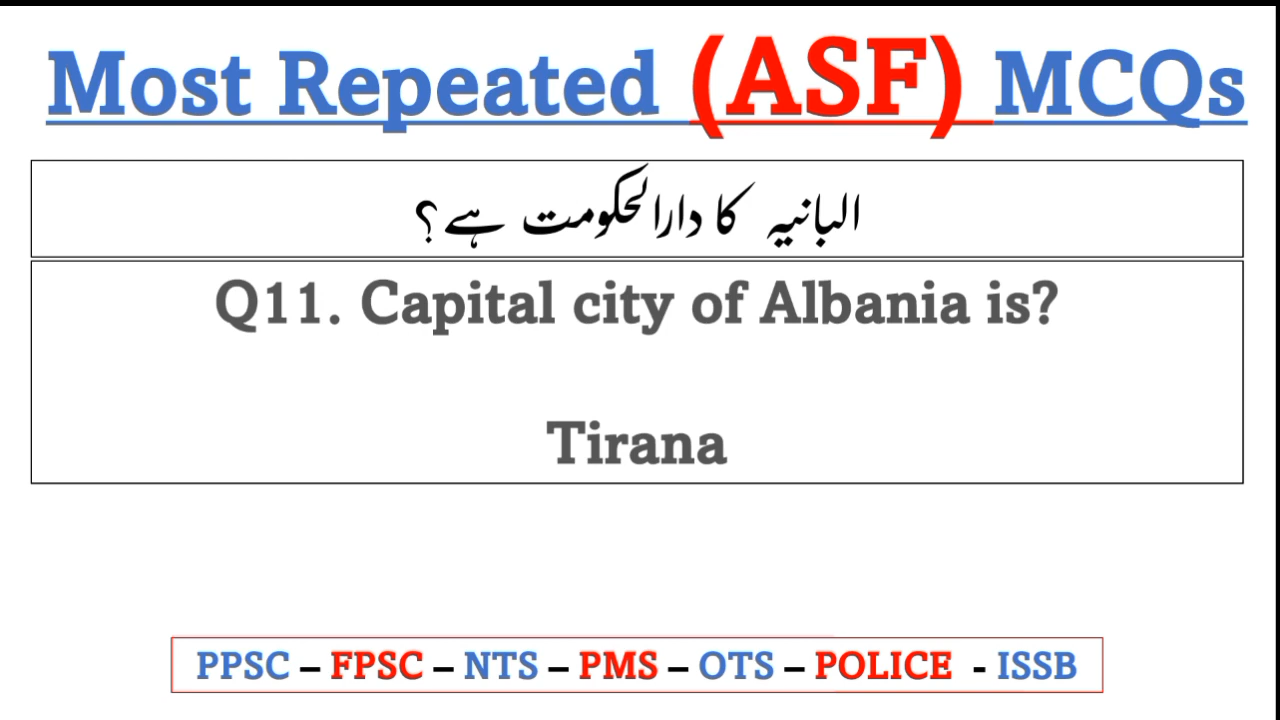 Most Repeated (ASF) MCQs
البانیہ کا دارالحکومت ہے؟
Q11. Capital city of Albania is?
Tirana
PPSC – FPSC – NTS – PMS – OTS – POLICE - ISSB